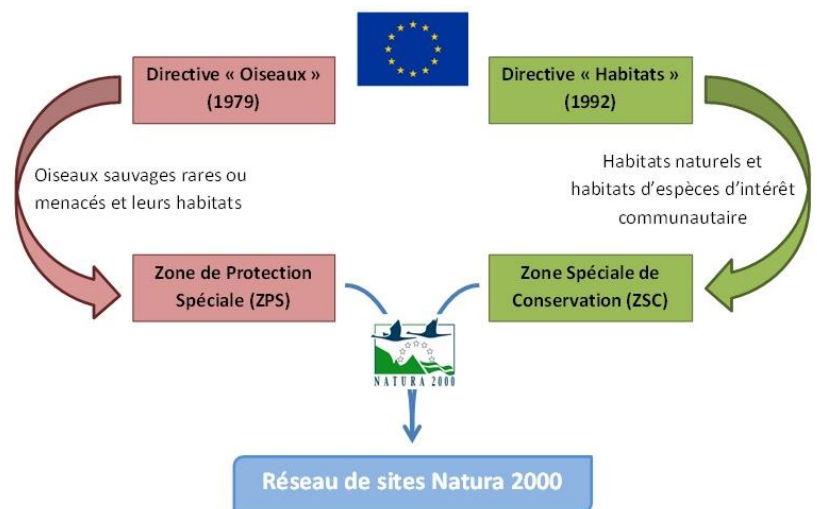 Directive « Oiseaux »
(1979)
Directive « Habitats »
(1992)
Oiseaux sauvages rares ou
menacés et leurs habitats
Habitats naturels et
habitats d'espèces d'intérêt
communautaire
Zone de Protection
Spéciale (ZPS)
Zone Spéciale de
Conservation (ZSC)
NATURA 2000
Réseau de sites Natura 2000